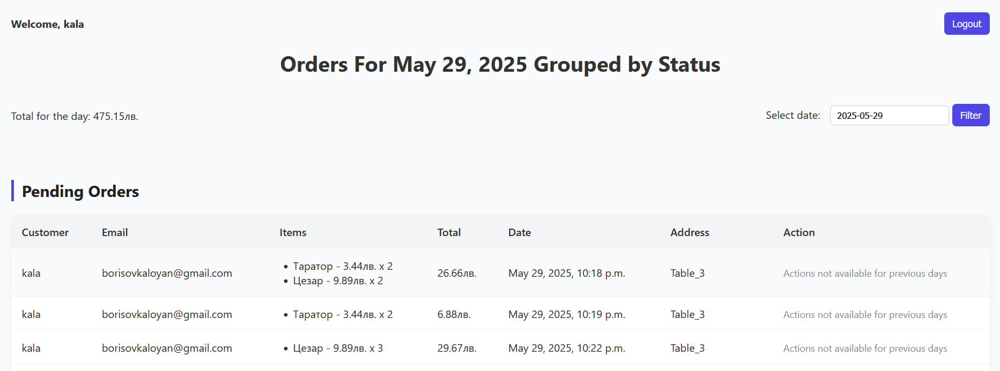 Welcome, kala
Logout
Orders For May 29, 2025 Grouped by Status
Total for the day: 475.15лв.
Select date: 2025-05-29 Filter
Pending Orders
Customer Email Items Total Date Address Action
kala borisovkaloyan@gmail.com • Таратор - 3.44лв. x 2
• Цезар - 9.89лв. x 2 26.66лв. May 29, 2025, 10:18 p.m. Table_3 Actions not available for previous days
kala borisovkaloyan@gmail.com • Таратор - 3.44лв. x 2 6.88лв. May 29, 2025, 10:19 p.m. Table_3 Actions not available for previous days
kala borisovkaloyan@gmail.com • Цезар - 9.89лв. x 3 29.67лв. May 29, 2025, 10:22 p.m. Table_3 Actions not available for previous days